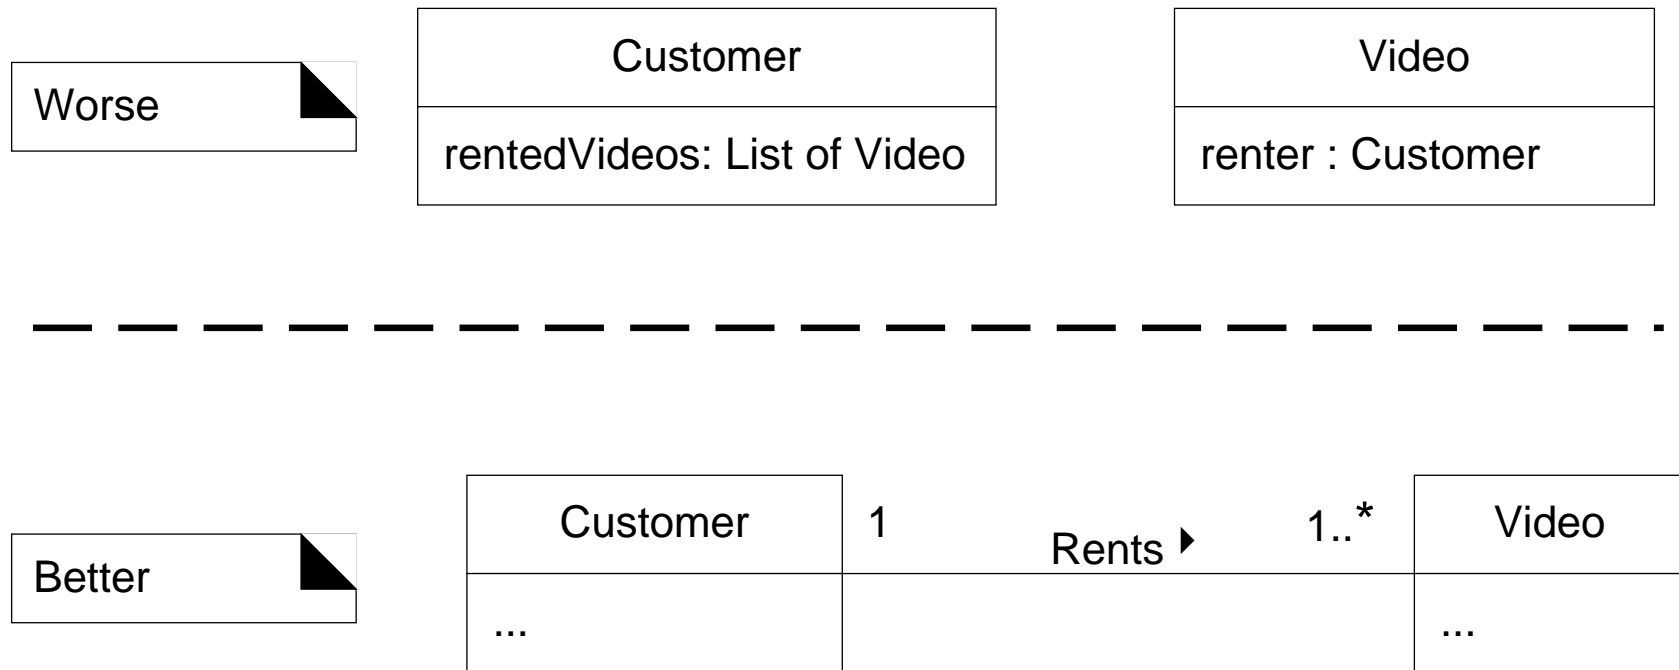 Customer
Video
Worse
rentedVideos: List of Video
renter : Customer
Customer
1
Rents
1..*
Video
Better
...
...